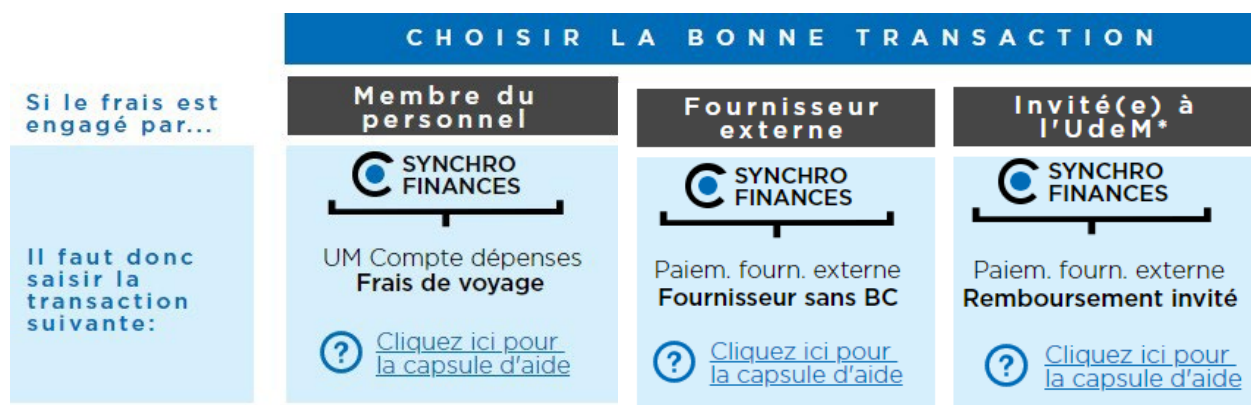 CHOISIR LA BONNE TRANSACTION
Si le frais est
engagé par...
Membre du
personnel
Fournisseur
externe
Invité(e) à
l'UdeM*
Il faut donc
saisir la
transaction
suivante:
SYNCHRO
FINANCES
UM Compte dépenses
Frais de voyage
? Cliquez ici pour
la capsule d'aide
SYNCHRO
FINANCES
Paiem. fourn. externe
Fournisseur sans BC
? Cliquez ici pour
la capsule d'aide
SYNCHRO
FINANCES
Paiem. fourn. externe
Remboursement invité
? Cliquez ici pour
la capsule d'aide